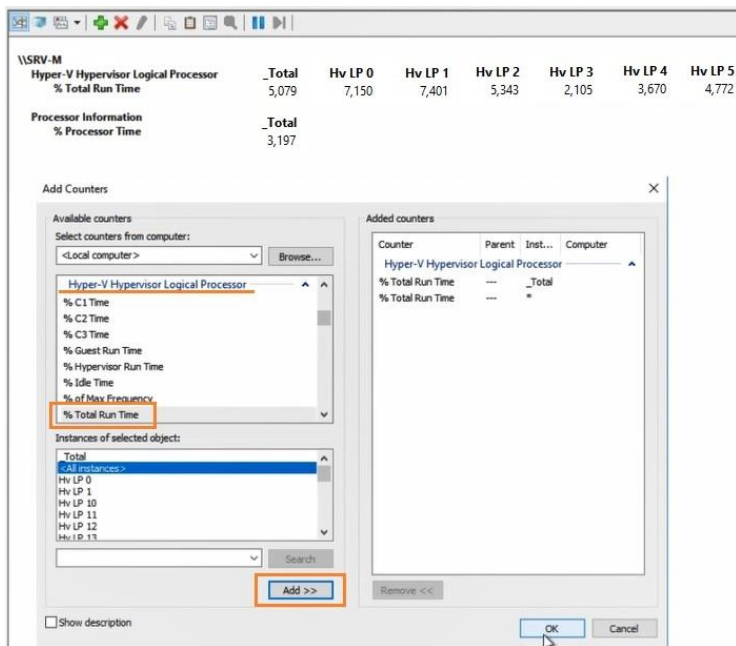 \\SRV-M
Hyper-V Hypervisor Logical Processor _Total Hv LP 0 Hv LP 1 Hv LP 2 Hv LP 3 Hv LP 4 Hv LP 5
% Total Run Time 5,079 7,150 7,401 5,343 2,105 3,670 4,772
Processor Information _Total
% Processor Time 3,197
Add Counters
Available counters
Select counters from computer:
<Local computer> Browse...
Hyper-V Hypervisor Logical Processor
% C1 Time
% C2 Time
% C3 Time
% Guest Run Time
% Hypervisor Run Time
% Idle Time
% of Max Frequency
% Total Run Time
Instances of selected object:
_Total
<All instances>
Hv LP 0
Hv LP 1
Hv LP 10
Hv LP 11
Hv LP 12
Hv LP 13
Search
Add >>
Show description
Added counters
Counter Parent Inst... Computer
Hyper-V Hypervisor Logical Processor
% Total Run Time --- _Total
% Total Run Time --- *
Remove <<
OK Cancel